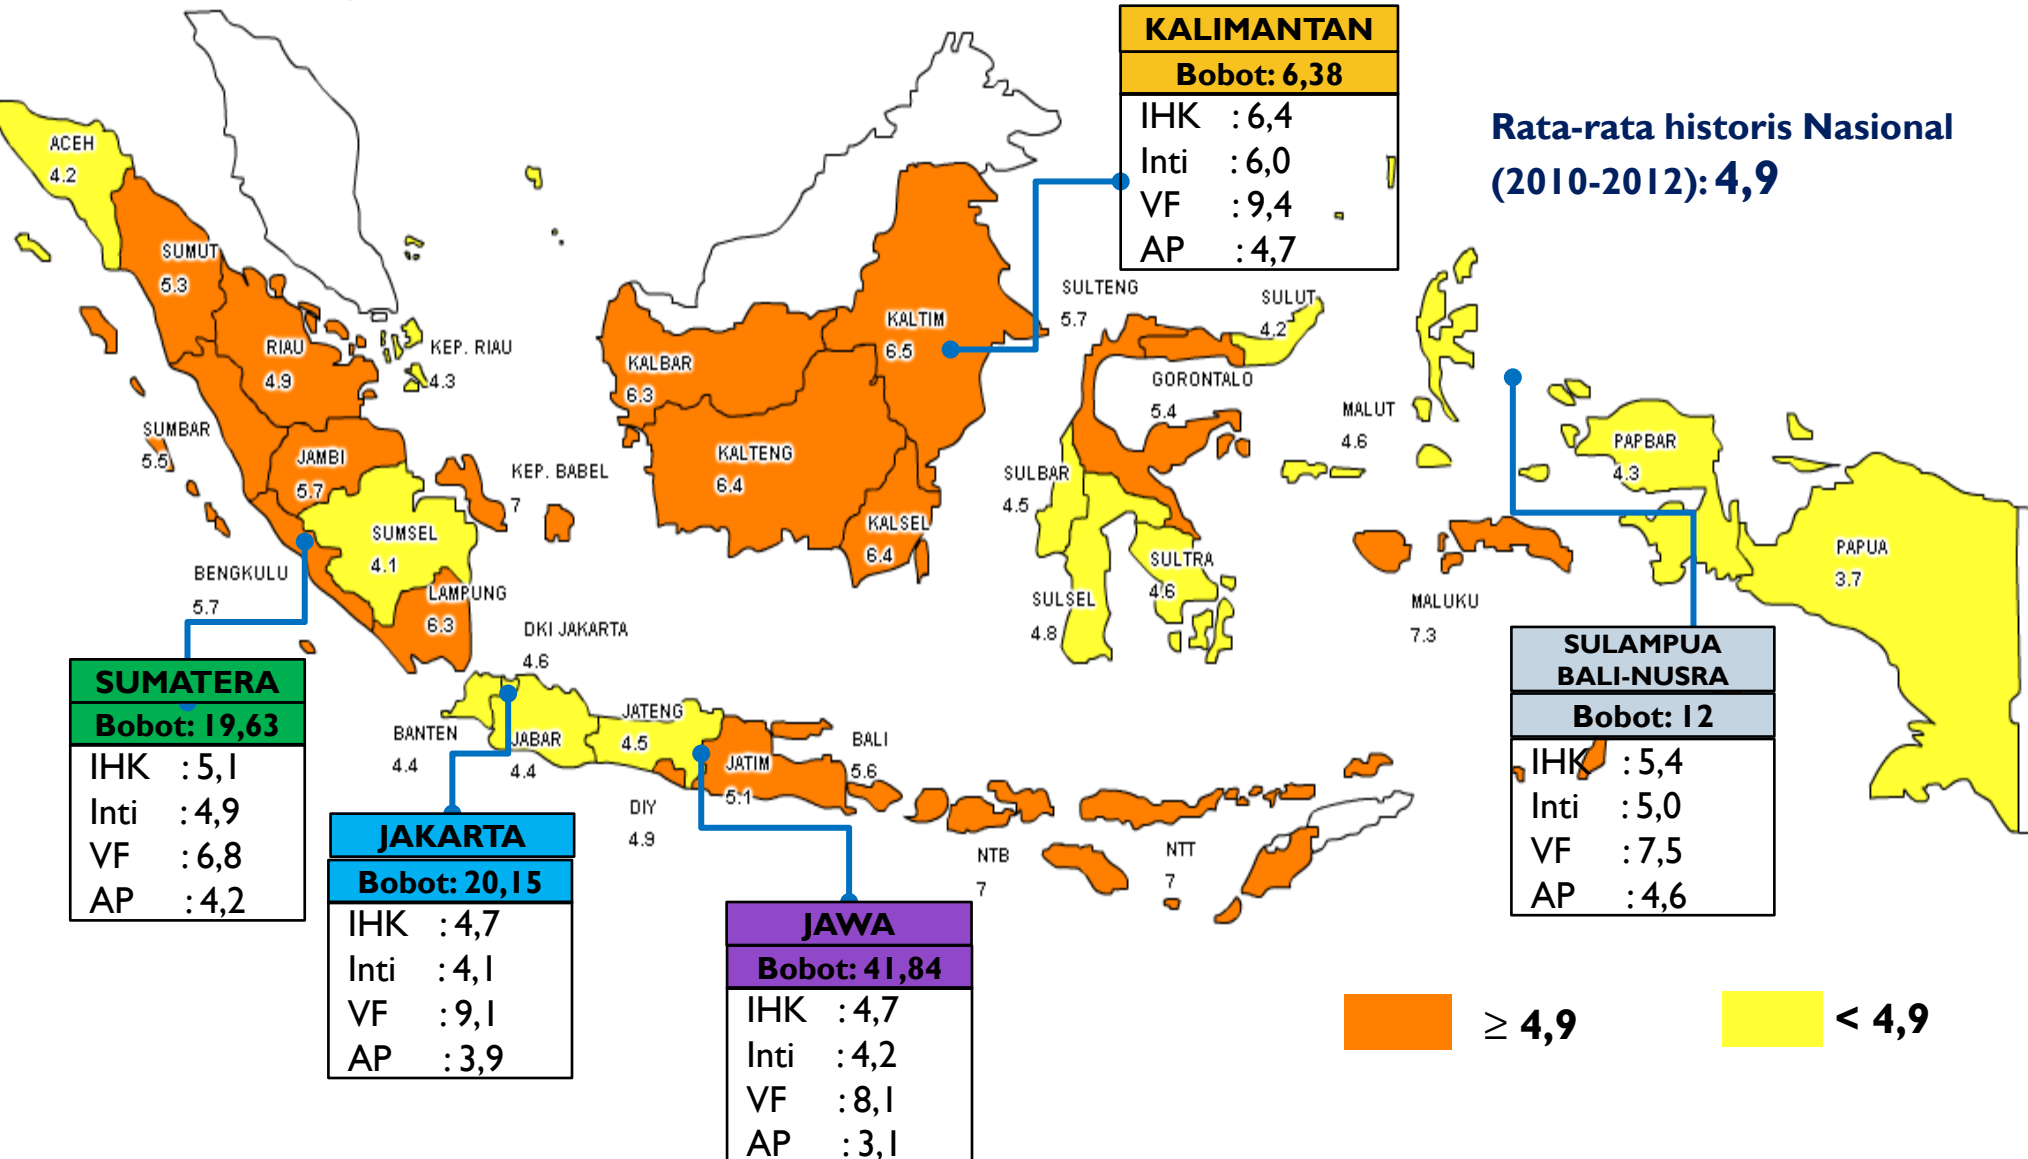 KALIMANTAN
Bobot: 6,38
IHK : 6,4
Inti : 6,0
VF : 9,4
AP : 4,7
Rata-rata historis Nasional
(2010-2012): 4,9
ACEH
4.2
SUMUT
5.3
RIAU
4.9
KEP. RIAU
4.3
SUMBAR
5.5
JAMBI
5.7
KEP. BABEL
7
SUMSEL
4.1
BENGKULU
5.7
LAMPUNG
6.3
KALBAR
6.3
KALTIM
6.5
KALTENG
6.4
KALSEL
6.4
SULTENG
5.7
SULUT
4.2
GORONTALO
5.4
SULBAR
4.5
SULTRA
4.6
SULSEL
4.8
MALUT
4.6
MALUKU
7.3
PAPBAR
4.3
PAPUA
3.7
DKI JAKARTA
4.6
BANTEN
4.4
JABAR
4.4
JATENG
4.5
DIY
4.9
JATIM
5.1
BALI
5.6
NTB
7
NTT
7
SUMATERA
Bobot: 19,63
IHK : 5,1
Inti : 4,9
VF : 6,8
AP : 4,2
JAKARTA
Bobot: 20,15
IHK : 4,7
Inti : 4,1
VF : 9,1
AP : 3,9
JAWA
Bobot: 41,84
IHK : 4,7
Inti : 4,2
VF : 8,1
AP : 3,1
SULAMPUA
BALI-NUSRA
Bobot: 12
IHK : 5,4
Inti : 5,0
VF : 7,5
AP : 4,6
≥ 4,9
< 4,9